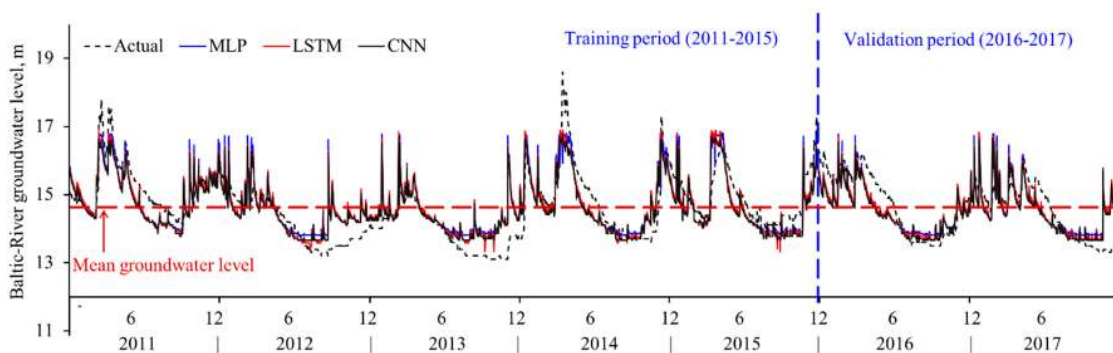 Baltic-River groundwater level, m
19
17
15
13
11
Actual MLP LSTM CNN
Training period (2011-2015)
Validation period (2016-2017)
Mean groundwater level
6 12 6 12 6 12 6 12 6 12 6 12 6
2011 | 2012 | 2013 | 2014 | 2015 | 2016 | 2017